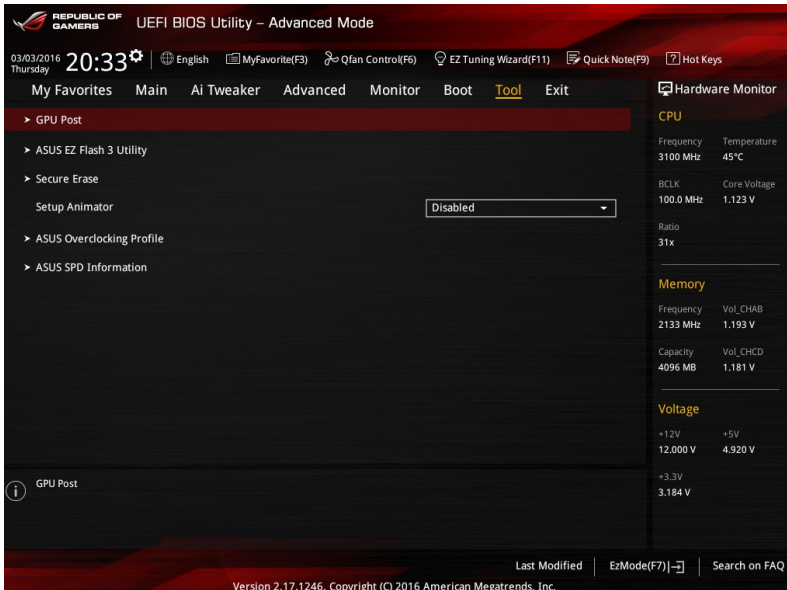 REPUBLIC OF
GAMERS
UEFI BIOS Utility – Advanced Mode
03/03/2016
Thursday
20:33
English
MyFavorite(F3)
Qfan Control(F6)
EZ Tuning Wizard(F11)
Quick Note(F9)
? Hot Keys
My Favorites Main Ai Tweaker Advanced Monitor Boot Tool Exit
GPU Post
ASUS EZ Flash 3 Utility
Secure Erase
Setup Animator Disabled
ASUS Overclocking Profile
ASUS SPD Information
i GPU Post
Hardware Monitor
CPU
Frequency Temperature
3100 MHz 45°C
BCLK Core Voltage
100.0 MHz 1.123 V
Ratio
31x
Memory
Frequency Vol_CHAB
2133 MHz 1.193 V
Capacity Vol_CHCD
4096 MB 1.181 V
Voltage
+12V +5V
12.000 V 4.920 V
+3.3V
3.184 V
Last Modified EzMode(F7) Search on FAQ
Version 2.17.1246. Copyright (C) 2016 American Megatrends, Inc.